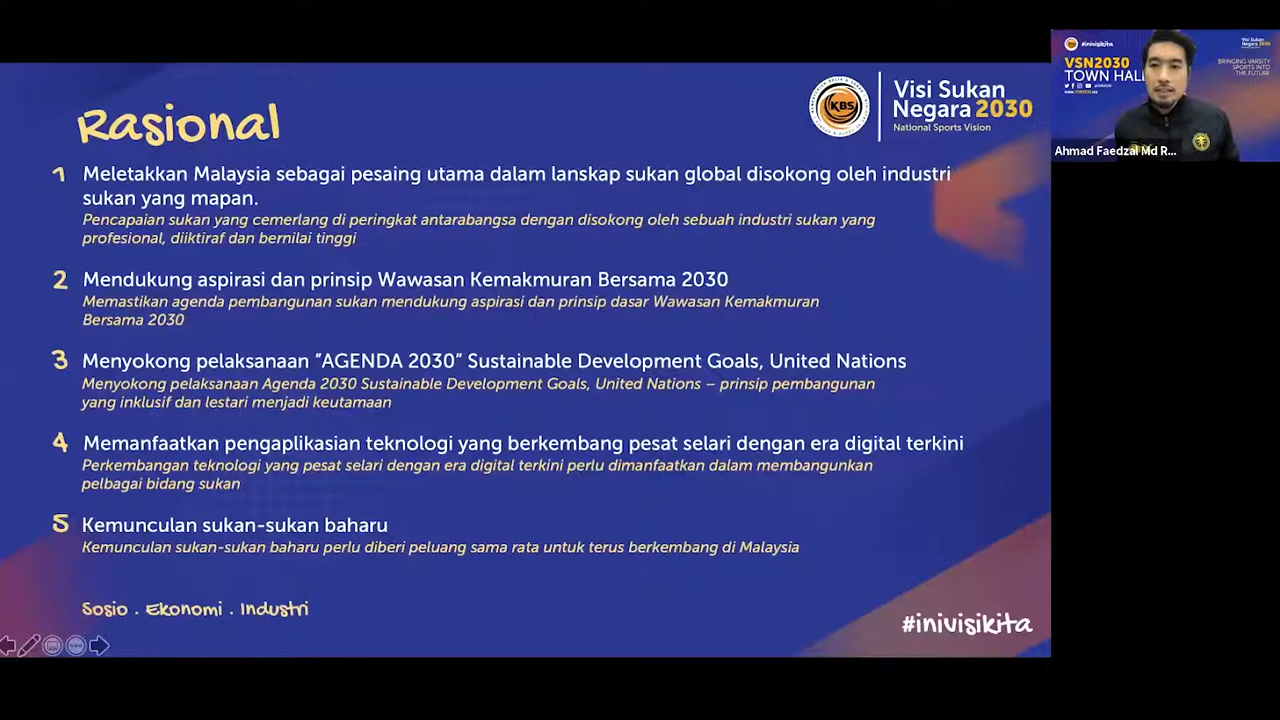 Rasional
KBS
Visi Sukan
Negara 2030
National Sports Vision
1 Meletakkan Malaysia sebagai pesaing utama dalam lanskap sukan global disokong oleh industri
sukan yang mapan.
Pencapaian sukan yang cemerlang di peringkat antarabangsa dengan disokong oleh sebuah industri sukan yang
profesional, diiktiraf dan bernilai tinggi
2 Mendukung aspirasi dan prinsip Wawasan Kemakmuran Bersama 2030
Memastikan agenda pembangunan sukan mendukung aspirasi dan prinsip dasar Wawasan Kemakmuran
Bersama 2030
3 Menyokong pelaksanaan "AGENDA 2030" Sustainable Development Goals, United Nations
Menyokong pelaksanaan Agenda 2030 Sustainable Development Goals, United Nations – prinsip pembangunan
yang inklusif dan lestari menjadi keutamaan
4 Memanfaatkan pengaplikasian teknologi yang berkembang pesat selari dengan era digital terkini
Perkembangan teknologi yang pesat selari dengan era digital terkini perlu dimanfaatkan dalam membangunkan
pelbagai bidang sukan
5 Kemunculan sukan-sukan baharu
Kemunculan sukan-sukan baharu perlu diberi peluang sama rata untuk terus berkembang di Malaysia
Sosio . Ekonomi . Industri
#inivisikita
#inivisikita
Visi Sukan
Negara 2030
VSN2030
TOWN HALL
BRINGING VARSITY
SPORTS INTO
THE FUTURE
Ahmad Faedzal Md R...